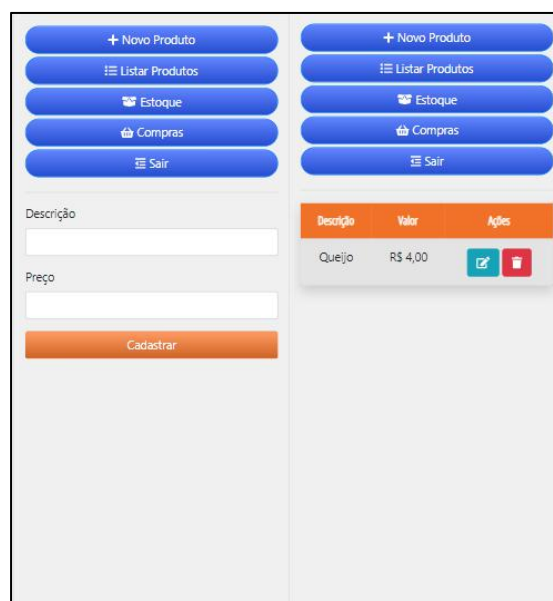 Novo Produto
Listar Produtos
Estoque
Compras
Sair
Descrição
Preço
Cadastrar
Novo Produto
Listar Produtos
Estoque
Compras
Sair
Descrição Valor Ações
Queijo R$ 4,00